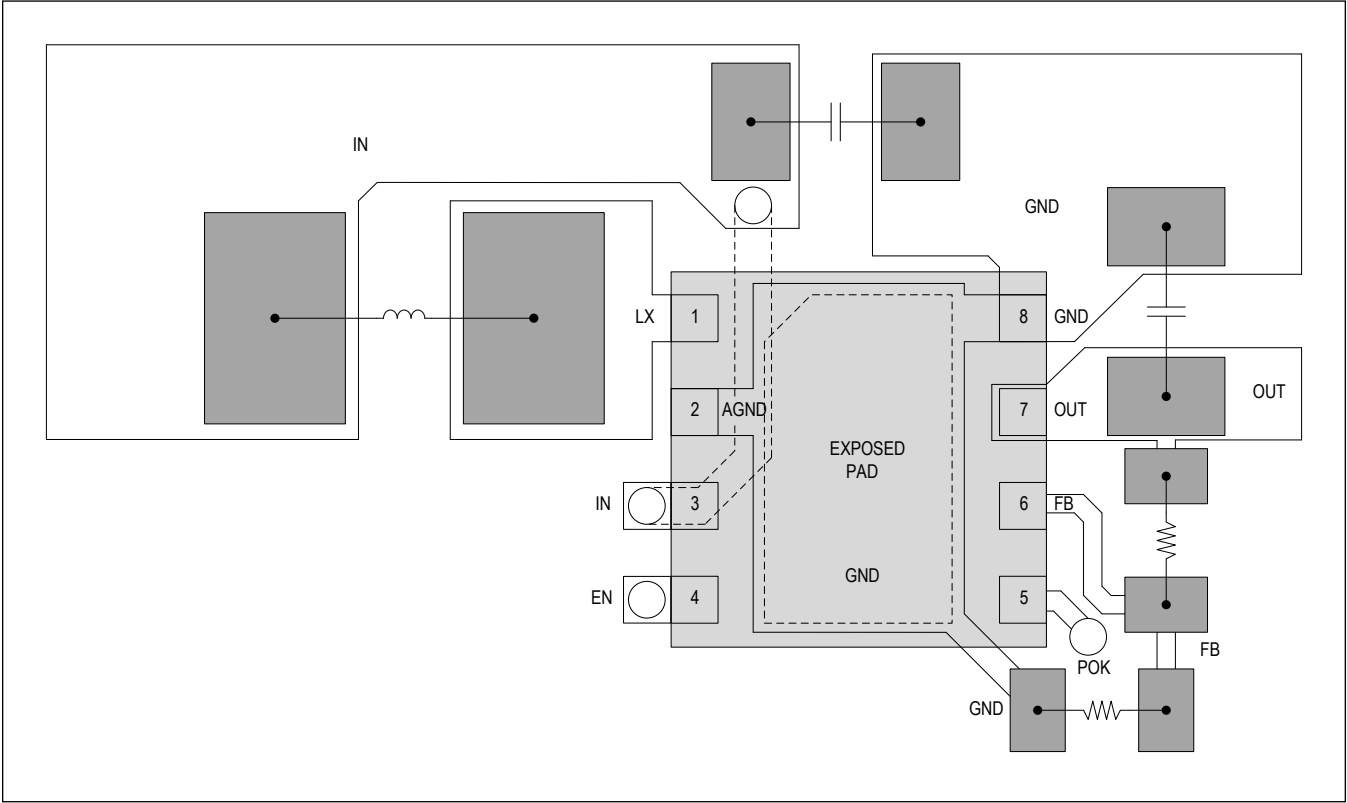 IN
GND
LX
1
8
GND
2
AGND
7
OUT
OUT
EXPOSED
PAD
IN
3
6
FB
GND
EN
4
5
POK
FB
GND